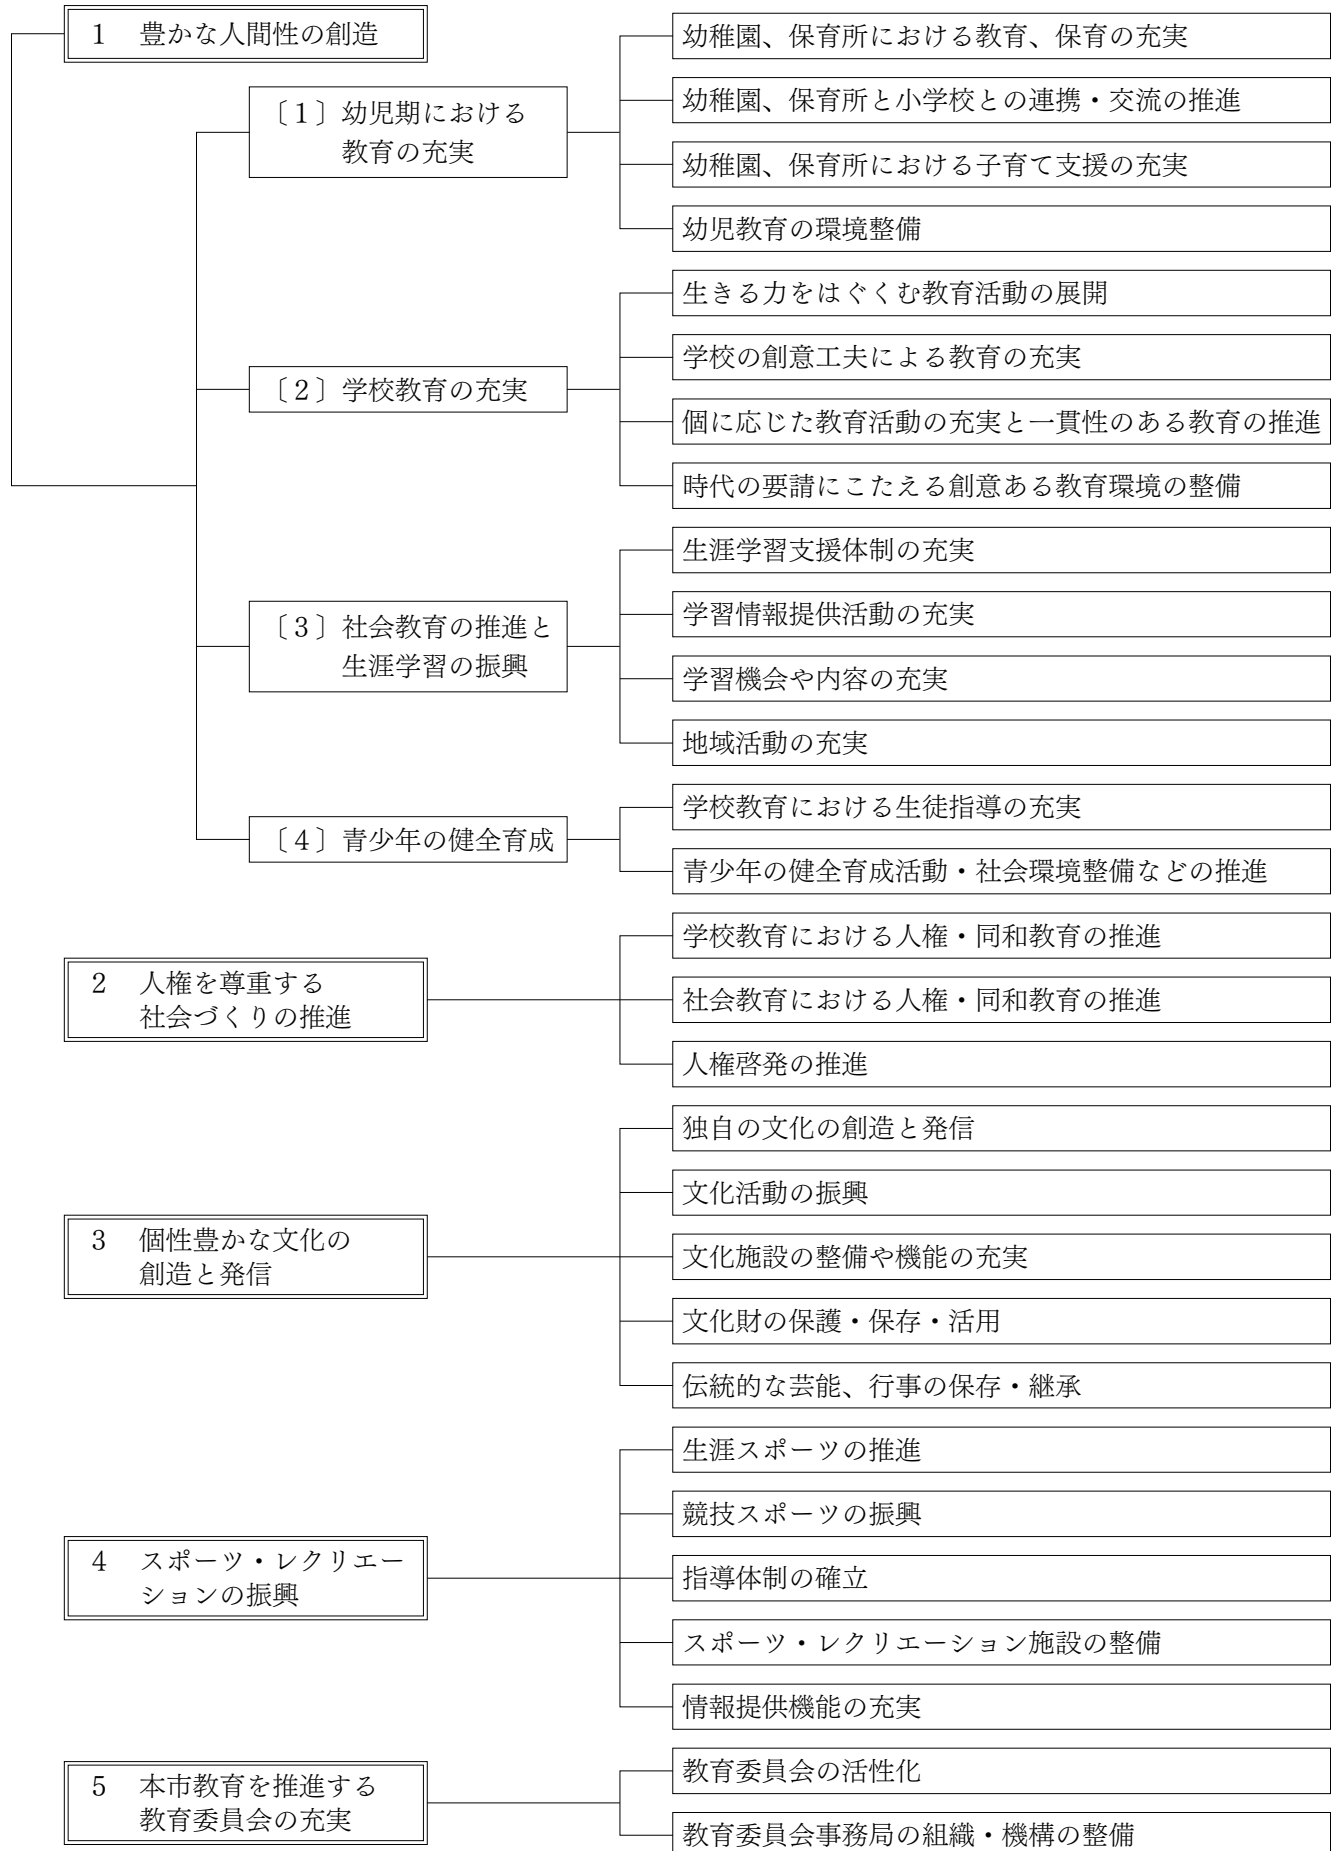 1 豊かな人間性の創造
〔1〕幼児期における
教育の充実
幼稚園、保育所における教育、保育の充実
幼稚園、保育所と小学校との連携・交流の推進
幼稚園、保育所における子育て支援の充実
幼児教育の環境整備
〔2〕学校教育の充実
生きる力をはぐくむ教育活動の展開
学校の創意工夫による教育の充実
個に応じた教育活動の充実と一貫性のある教育の推進
時代の要請にこたえる創意ある教育環境の整備
〔3〕社会教育の推進と
生涯学習の振興
生涯学習支援体制の充実
学習情報提供活動の充実
学習機会や内容の充実
地域活動の充実
〔4〕青少年の健全育成
学校教育における生徒指導の充実
青少年の健全育成活動・社会環境整備などの推進
2 人権を尊重する
社会づくりの推進
学校教育における人権・同和教育の推進
社会教育における人権・同和教育の推進
人権啓発の推進
3 個性豊かな文化の
創造と発信
独自の文化の創造と発信
文化活動の振興
文化施設の整備や機能の充実
文化財の保護・保存・活用
伝統的な芸能、行事の保存・継承
4 スポーツ・レクリエー
ションの振興
生涯スポーツの推進
競技スポーツの振興
指導体制の確立
スポーツ・レクリエーション施設の整備
情報提供機能の充実
5 本市教育を推進する
教育委員会の充実
教育委員会の活性化
教育委員会事務局の組織・機構の整備